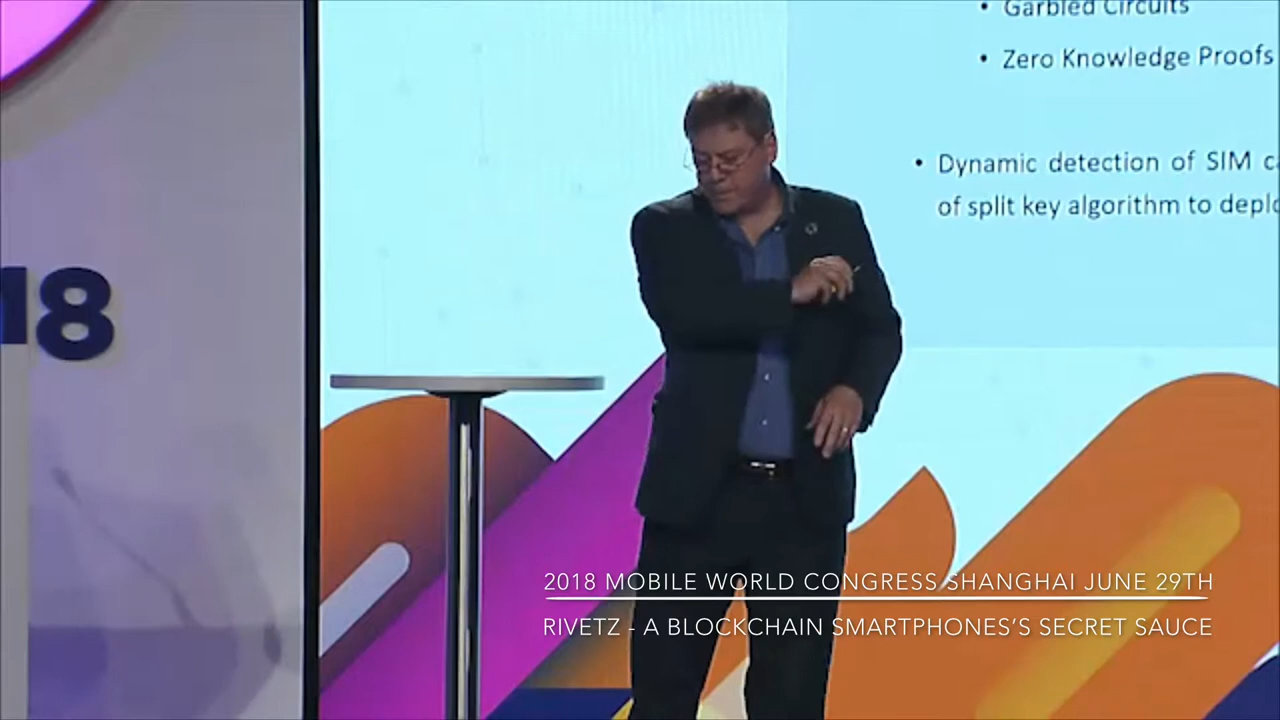 • Garbled Circuits
• Zero Knowledge Proofs
• Dynamic detection of SIM
of split key algorithm to
18
2018 MOBILE WORLD CONGRESS SHANGHAI JUNE 29TH
RIVETZ - A BLOCKCHAIN SMARTPHONES'S SECRET SAUCE